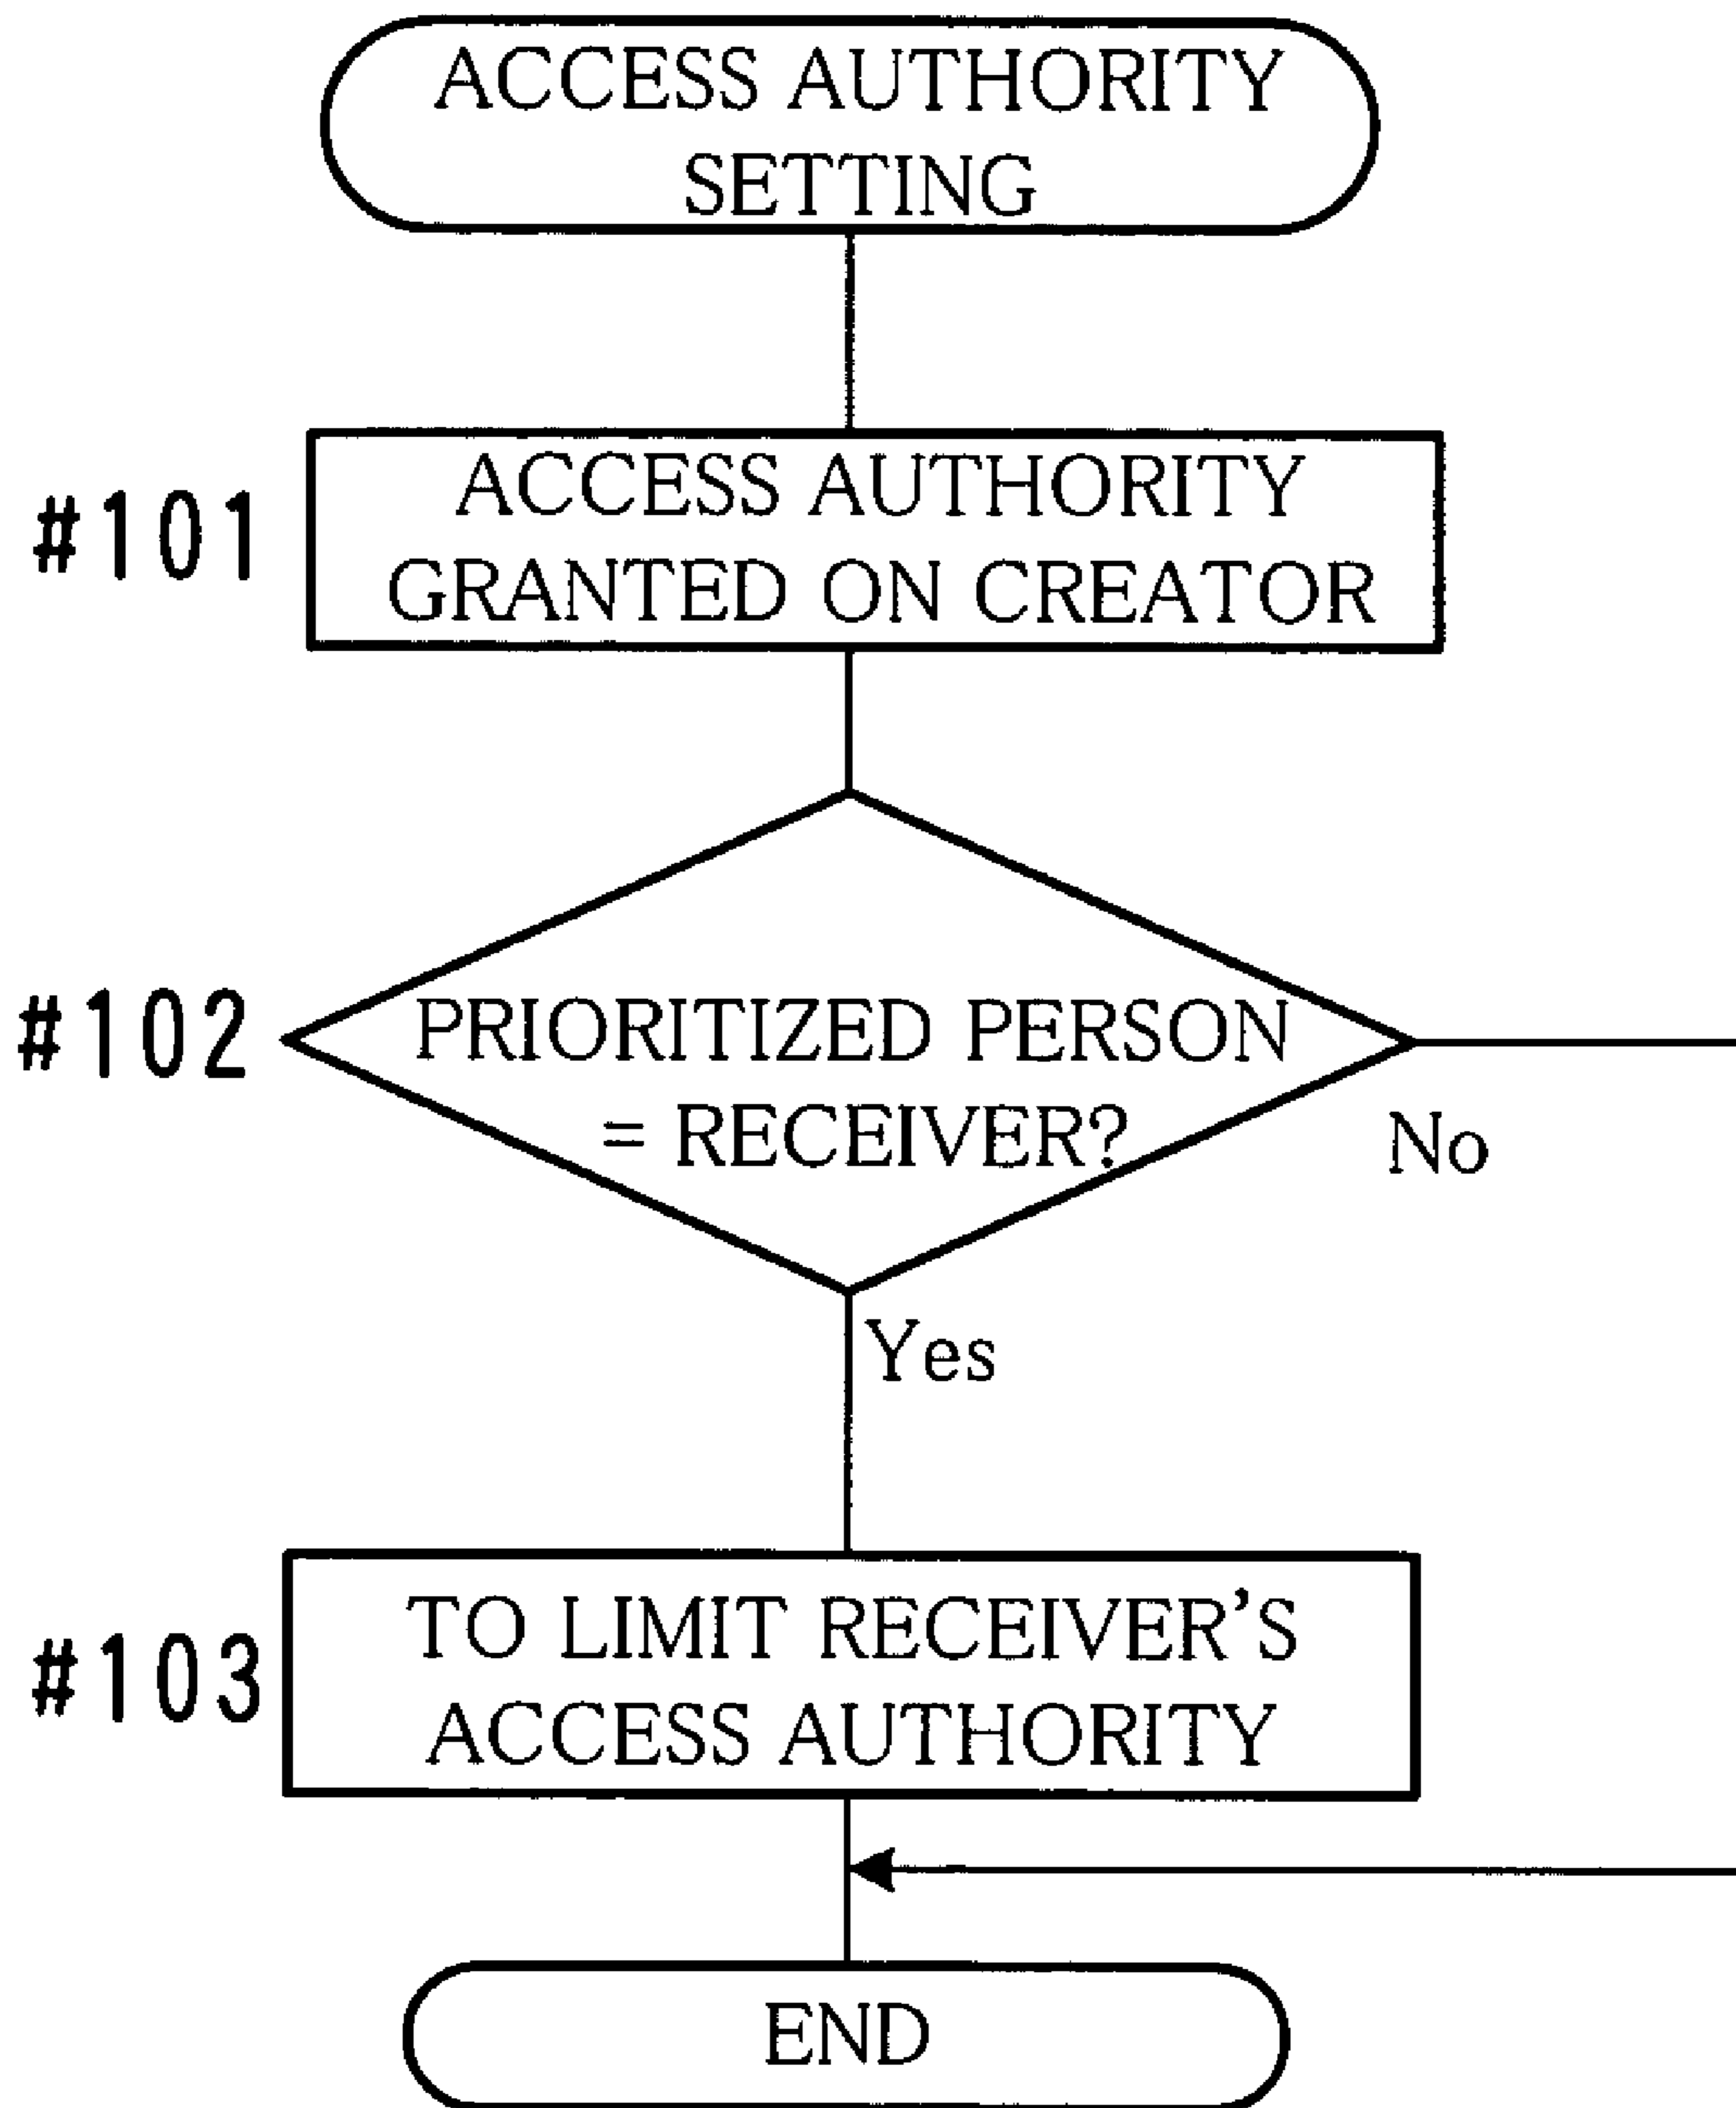 ACCESS AUTHORITY
SETTING
#101
ACCESS AUTHORITY
GRANTED ON CREATOR
#102
PRIORITIZED PERSON
= RECEIVER?
No
Yes
#103
TO LIMIT RECEIVER'S
ACCESS AUTHORITY
END